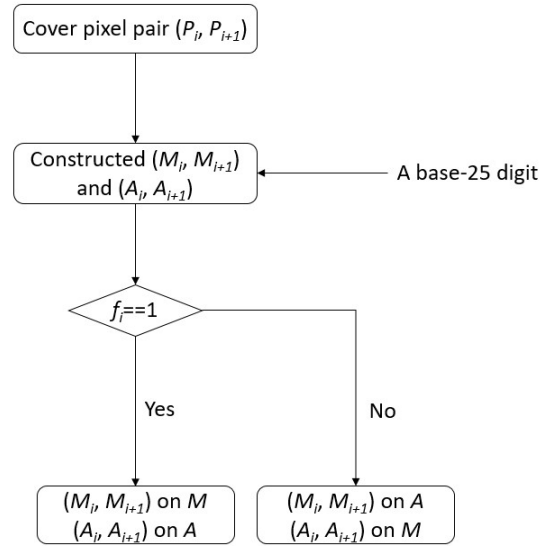 Cover pixel pair (Pᵢ, Pᵢ₊₁)
Constructed (Mᵢ, Mᵢ₊₁)
and (Aᵢ, Aᵢ₊₁)
A base-25 digit
fᵢ==1
Yes
No
(Mᵢ, Mᵢ₊₁) on M
(Aᵢ, Aᵢ₊₁) on A
(Mᵢ, Mᵢ₊₁) on A
(Aᵢ, Aᵢ₊₁) on M